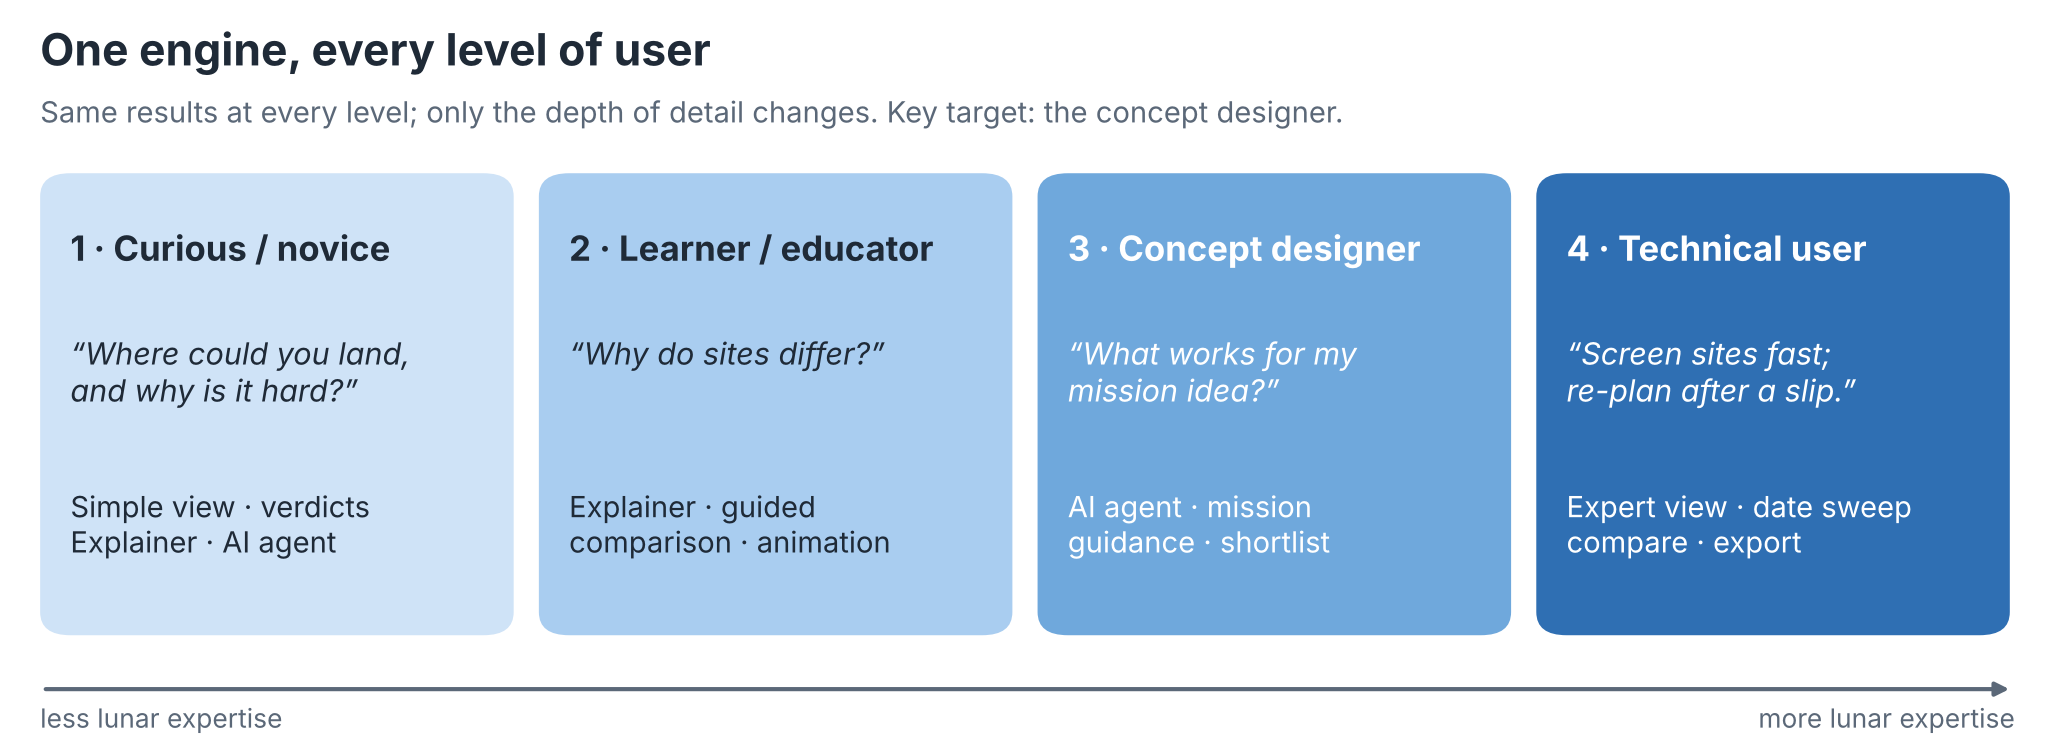 One engine, every level of user
Same results at every level; only the depth of detail changes. Key target: the concept designer.
1 · Curious / novice
“Where could you land,
and why is it hard?”
Simple view · verdicts
Explainer · AI agent
2 · Learner / educator
“Why do sites differ?”
Explainer · guided
comparison · animation
3 · Concept designer
“What works for my
mission idea?”
AI agent · mission
guidance · shortlist
4 · Technical user
“Screen sites fast;
re-plan after a slip.”
Expert view · date sweep
compare · export
less lunar expertise
more lunar expertise